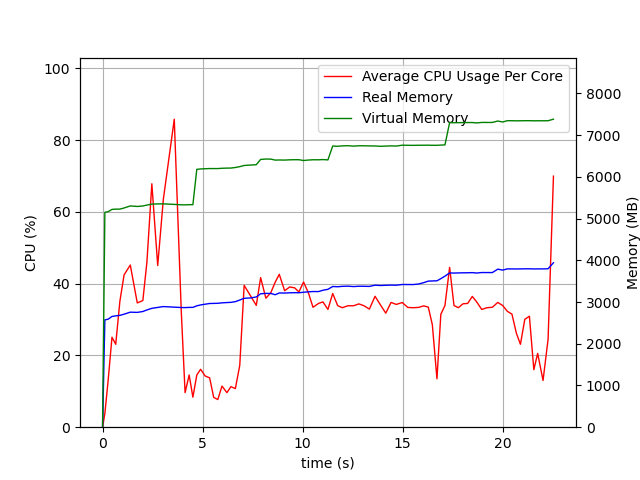 Average CPU Usage Per Core
Real Memory
Virtual Memory
CPU (%)
100
80
60
40
20
0
Memory (MB)
8000
7000
6000
5000
4000
3000
2000
1000
0
0 5 10 15 20
time (s)